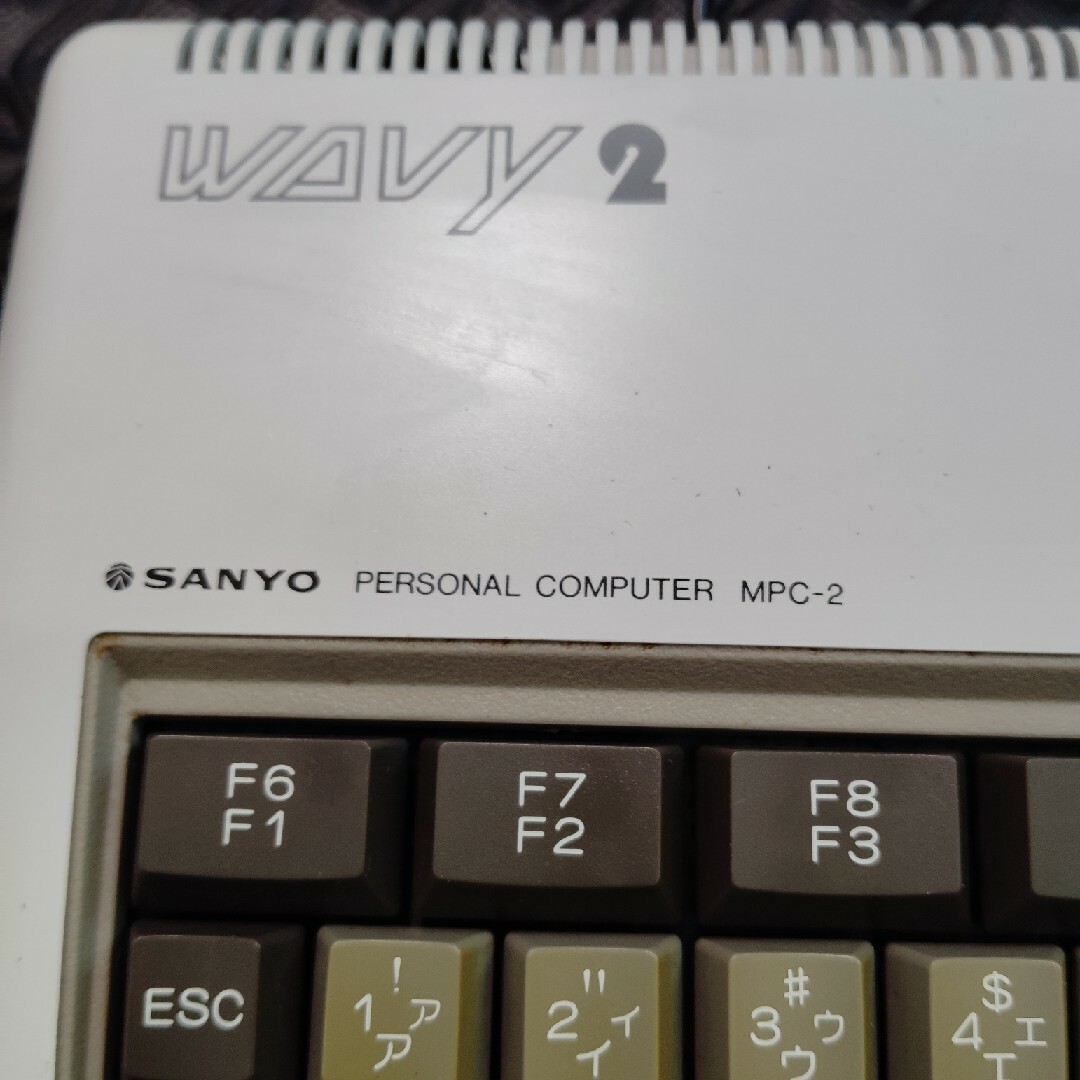 WAVY 2
SANYO PERSONAL COMPUTER MPC-2
F6 F7 F8
F1 F2 F3
ESC
! " # $
1 ァ 2 ィ 3 ゥ 4 ェ
ア イ ウ エ